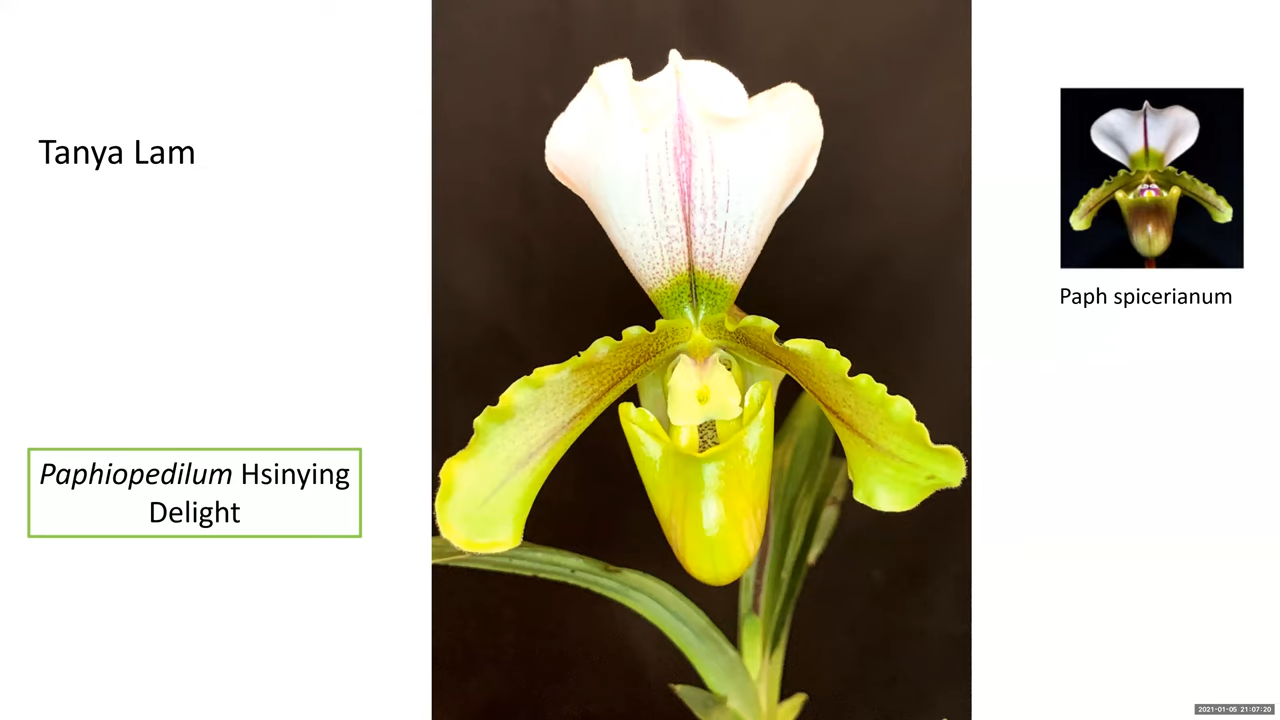 Tanya Lam
Paph spicerianum
Paphiopedilum Hsinying
Delight
2021-01-05 21:07:20